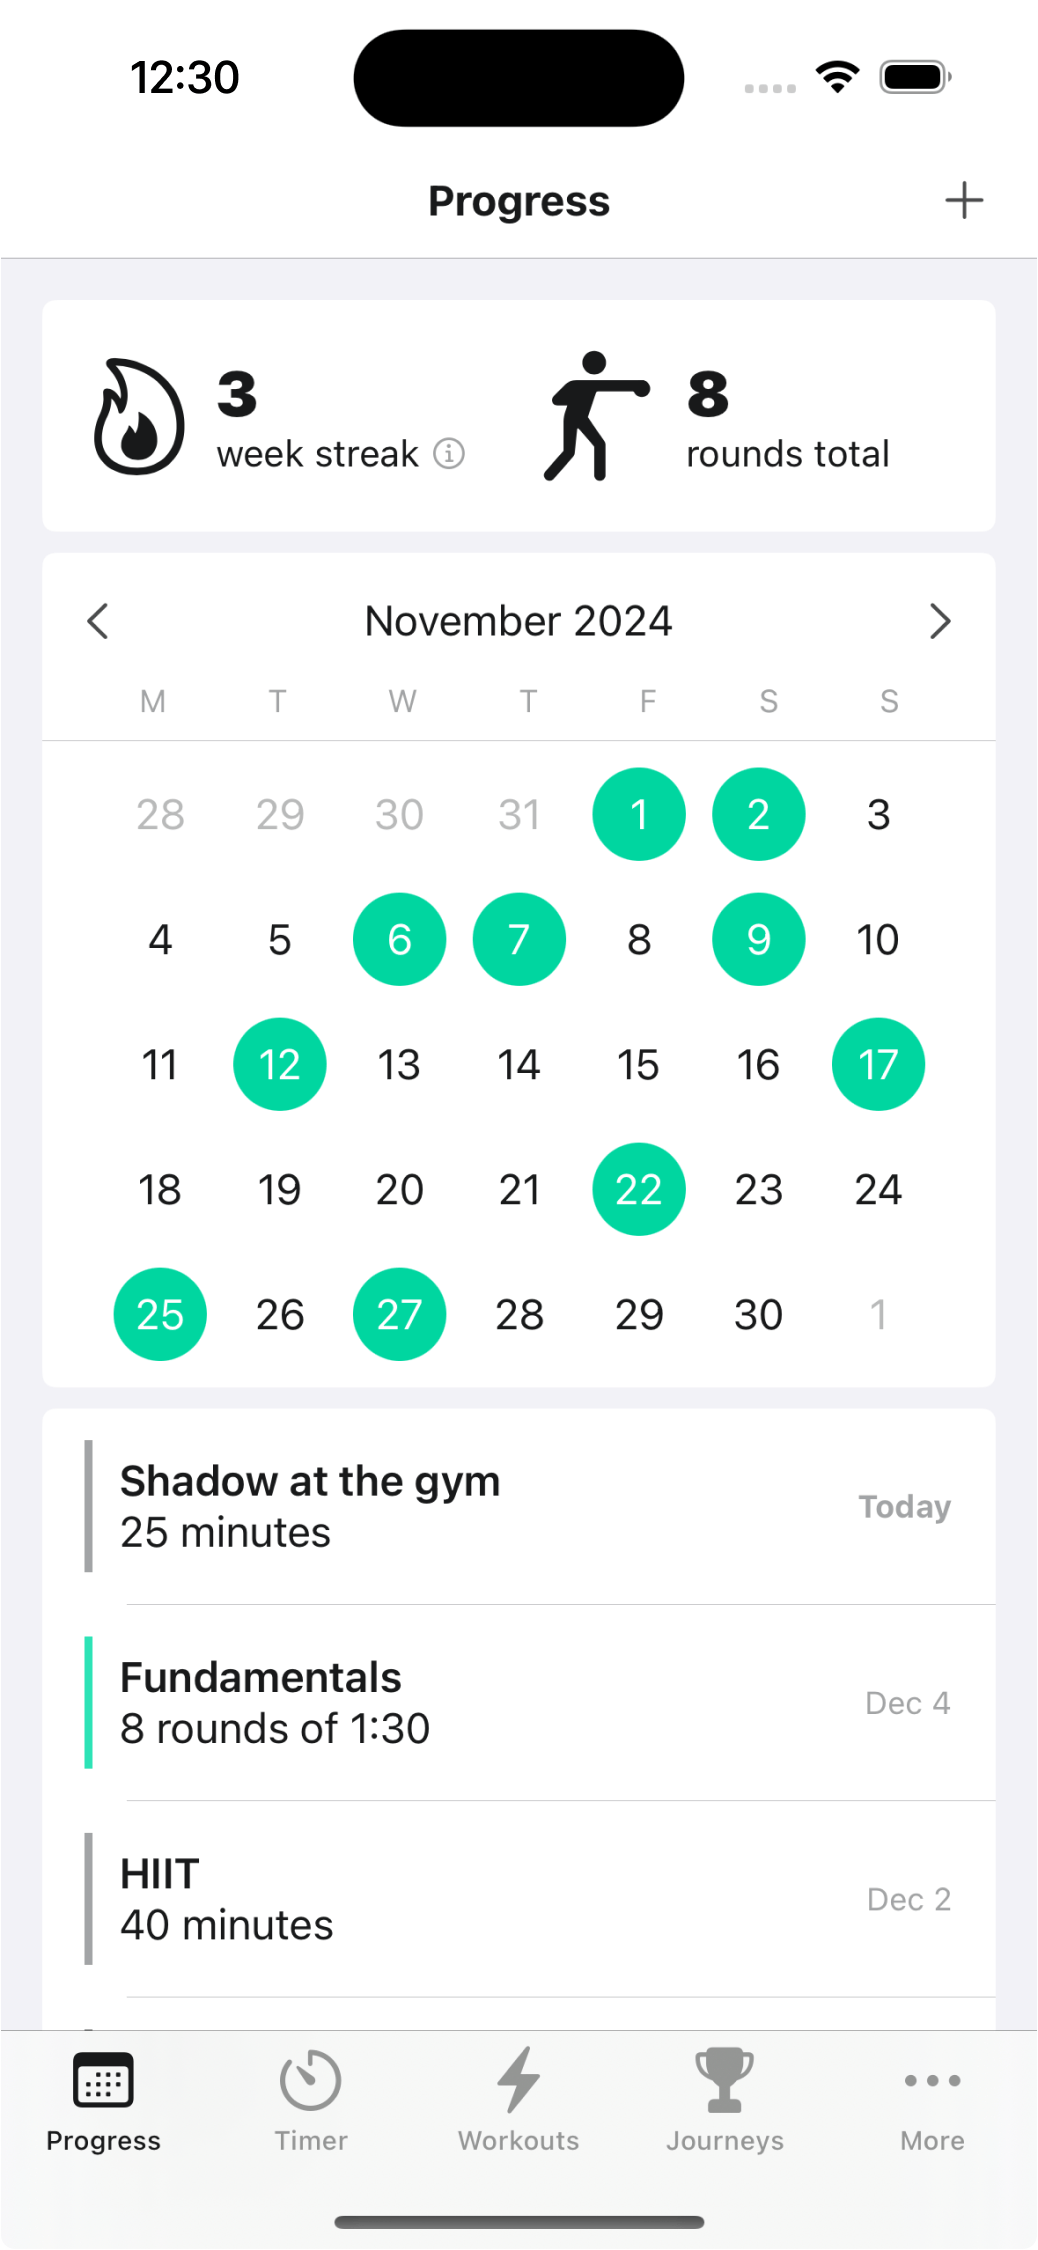 12:30
Progress
3
week streak
8
rounds total
November 2024
M T W T F S S
28 29 30 31 1 2 3
4 5 6 7 8 9 10
11 12 13 14 15 16 17
18 19 20 21 22 23 24
25 26 27 28 29 30 1
Shadow at the gym
25 minutes
Today
Fundamentals
8 rounds of 1:30
Dec 4
HIIT
40 minutes
Dec 2
Progress Timer Workouts Journeys More